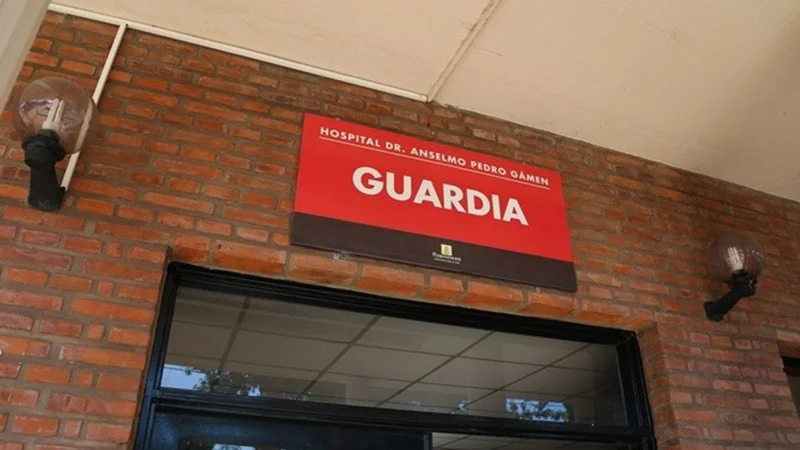 HOSPITAL DR. ANSELMO PEDRO GÁMEN
GUARDIA